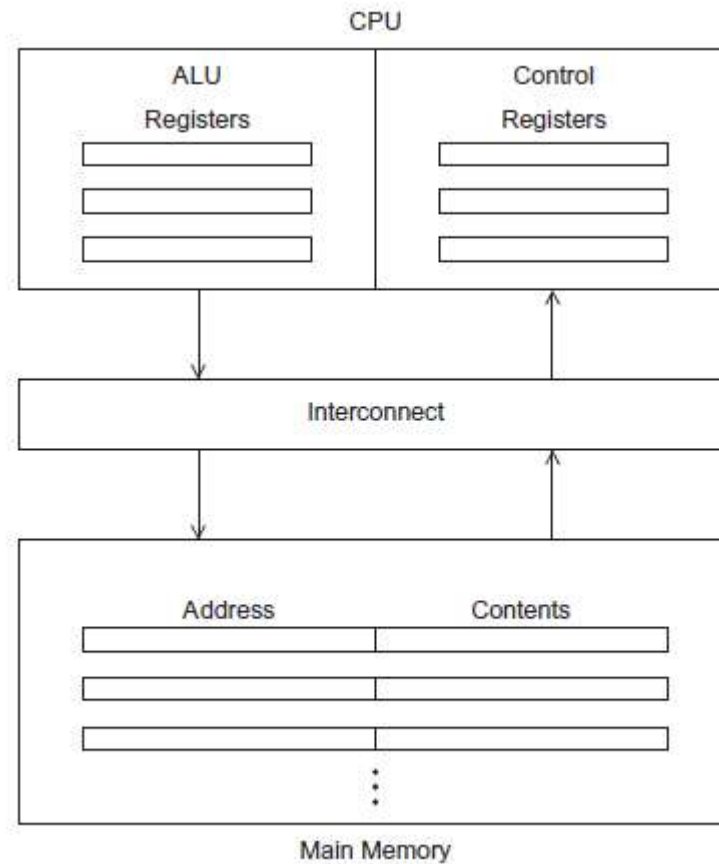 CPU
ALU Control
Registers Registers
Interconnect
Address Contents
Main Memory